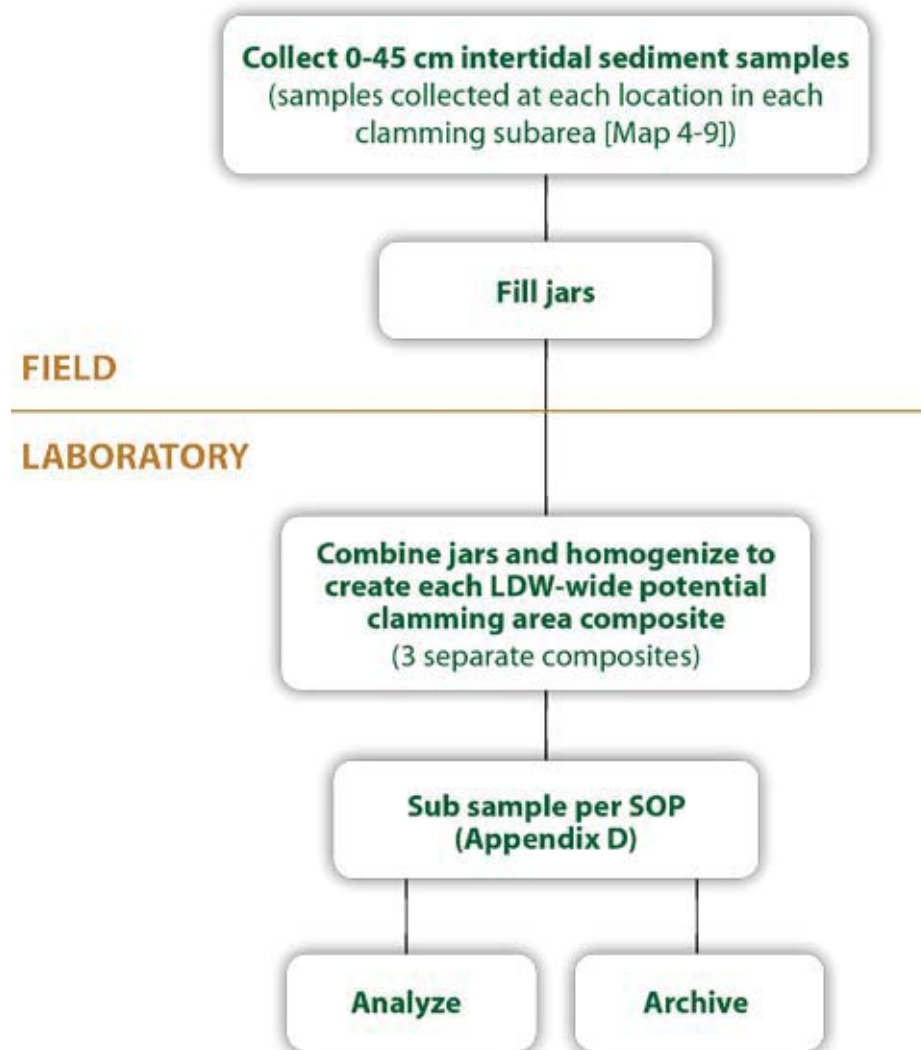 Collect 0-45 cm intertidal sediment samples
(samples collected at each location in each
clamming subarea [Map 4-9])
Fill jars
FIELD
LABORATORY
Combine jars and homogenize to
create each LDW-wide potential
clamming area composite
(3 separate composites)
Sub sample per SOP
(Appendix D)
Analyze
Archive